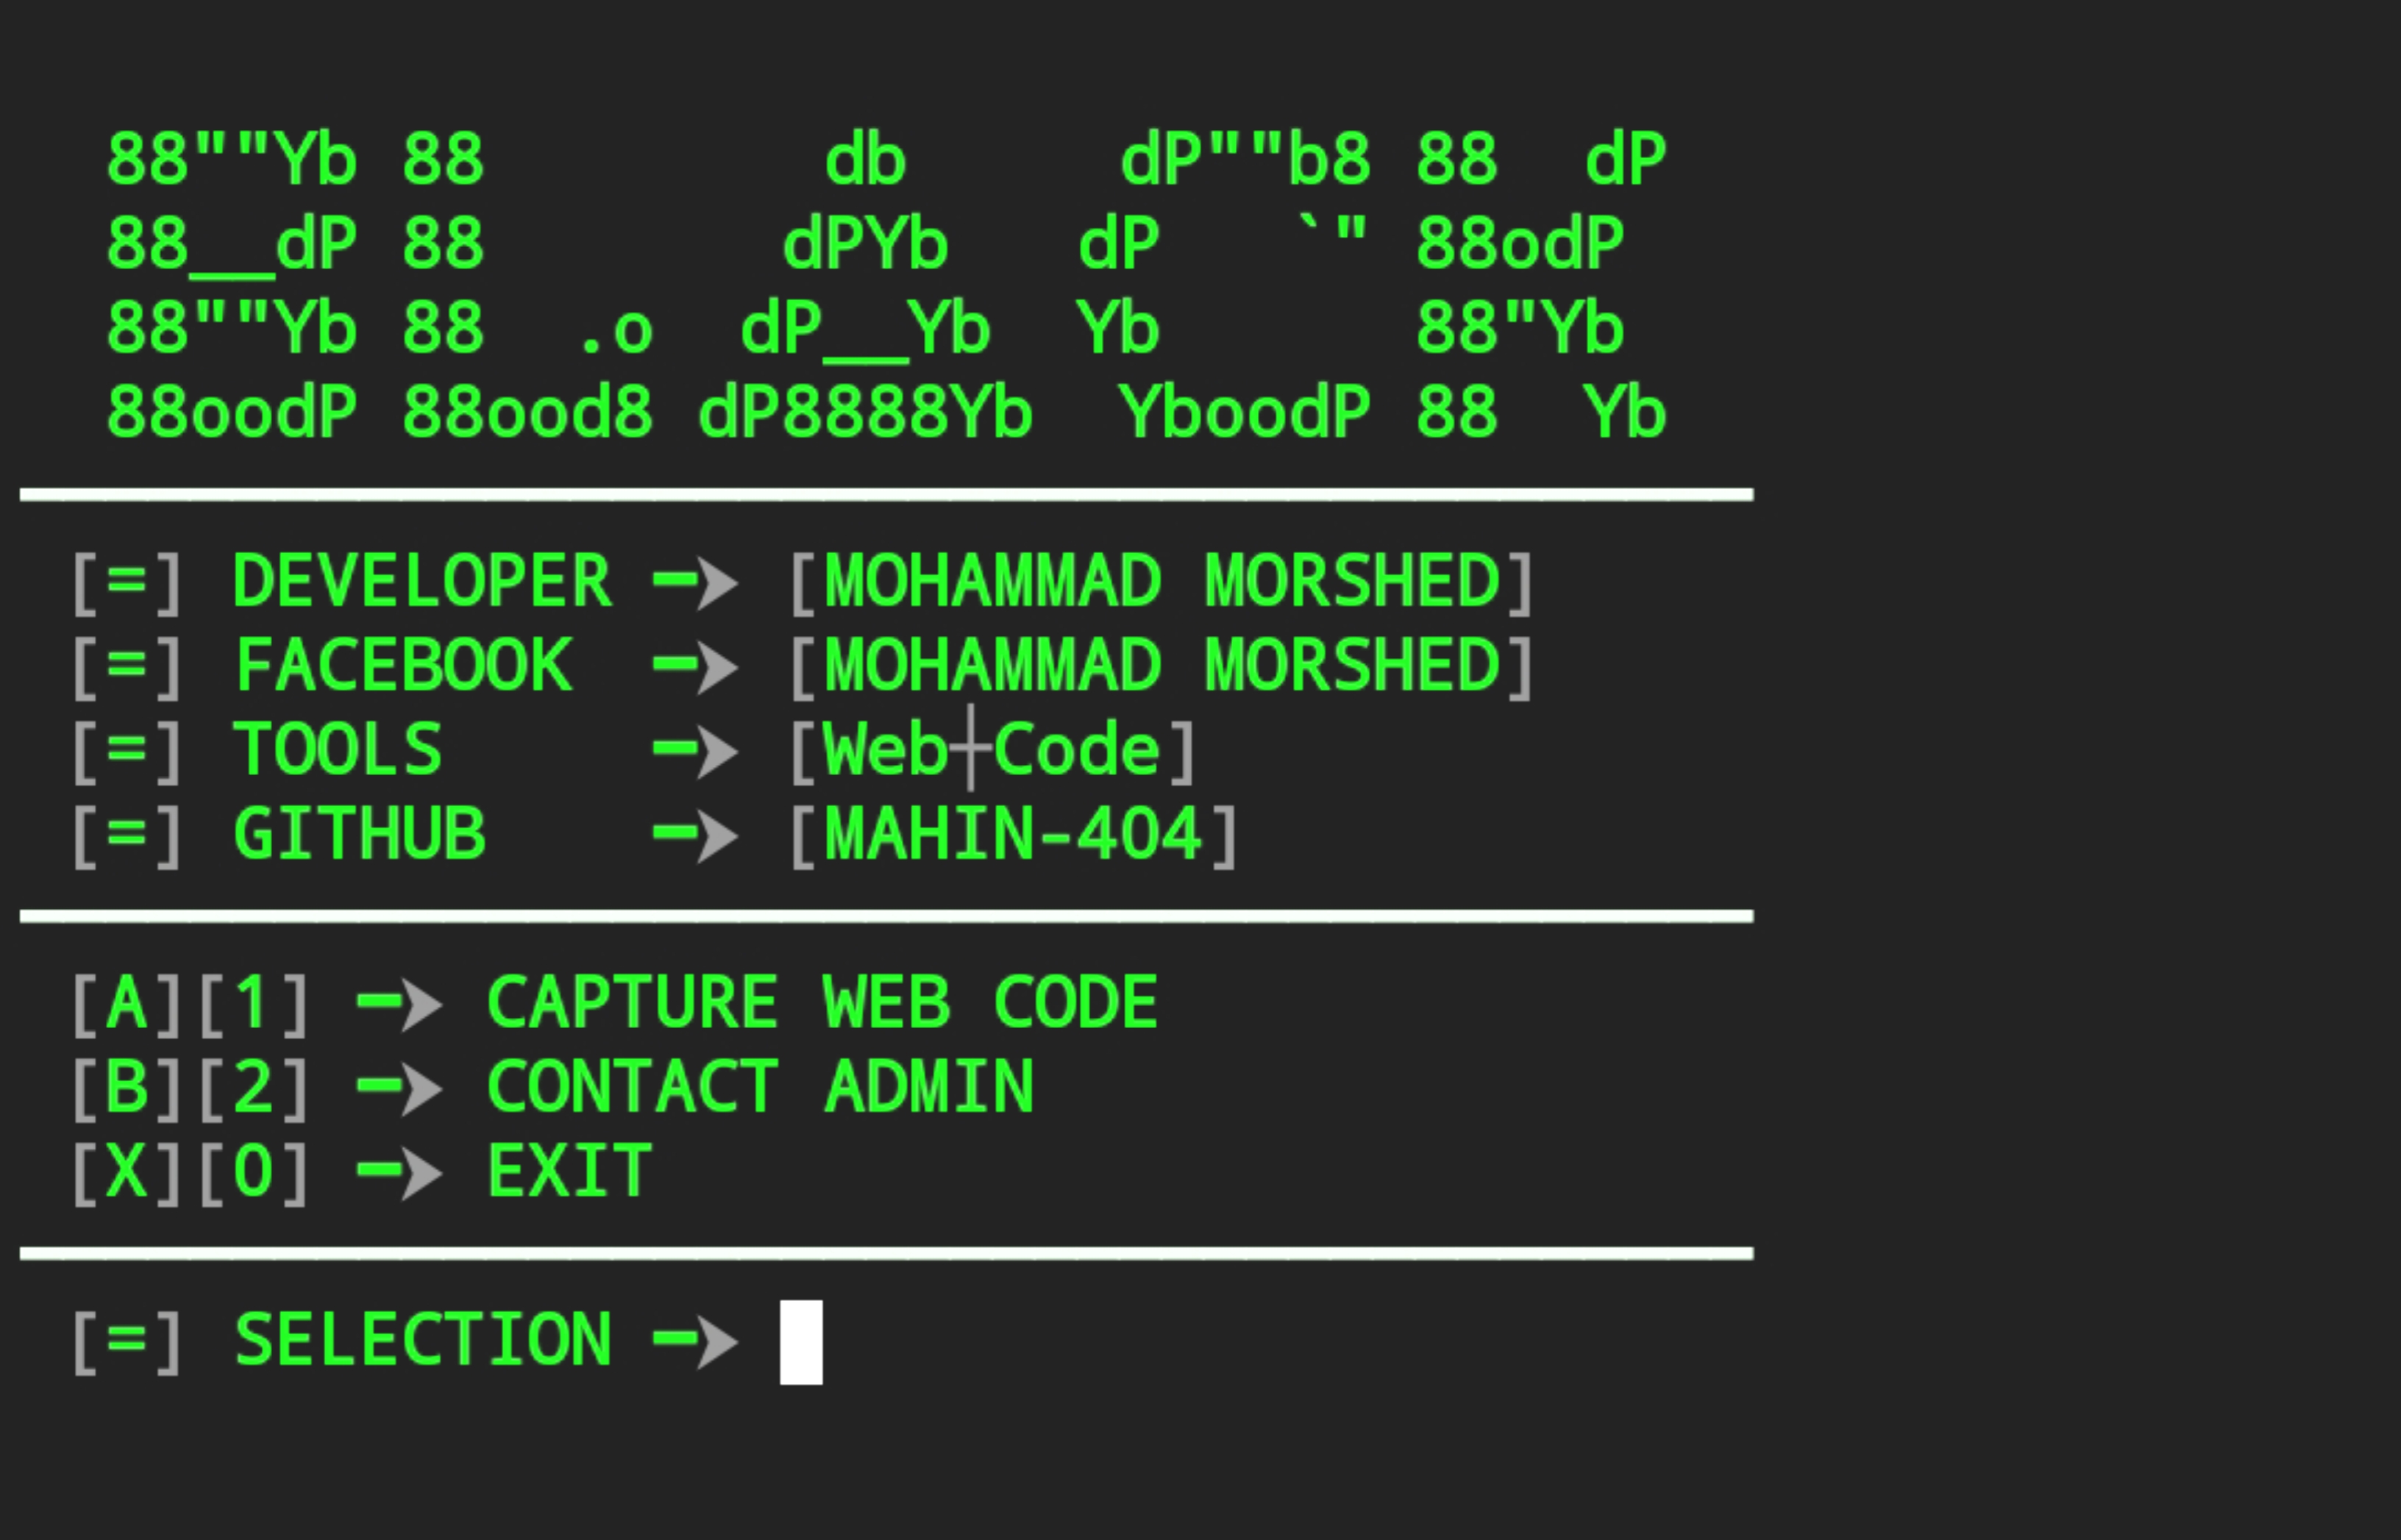 88""Yb 88        db     dP""b8 88  dP
88__dP 88       dPYb   dP   `" 88odP
88""Yb 88  .o  dP__Yb  Yb      88"Yb
88oodP 88ood8 dP8888Yb  YboodP 88  Yb
[=] DEVELOPER ━➤ [MOHAMMAD MORSHED]
[=] FACEBOOK  ━➤ [MOHAMMAD MORSHED]
[=] TOOLS     ━➤ [Web┼Code]
[=] GITHUB    ━➤ [MAHIN-404]
[A][1] ━➤ CAPTURE WEB CODE
[B][2] ━➤ CONTACT ADMIN
[X][0] ━➤ EXIT
[=] SELECTION ━➤